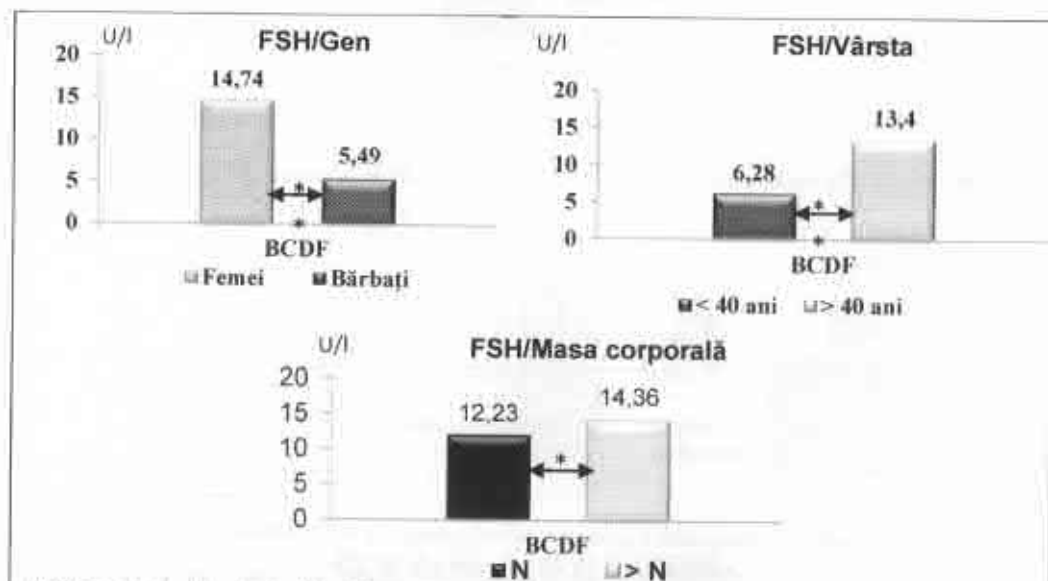 U/l FSH/Gen
20
15
10
5
0
14,74
5,49
*
*
BCDF
Femei Bărbați
U/l FSH/Vârsta
20
15
10
5
0
6,28
13,4
*
*
BCDF
< 40 ani > 40 ani
U/l FSH/Masa corporală
20
15
10
5
0
12,23
14,36
*
BCDF
N > N